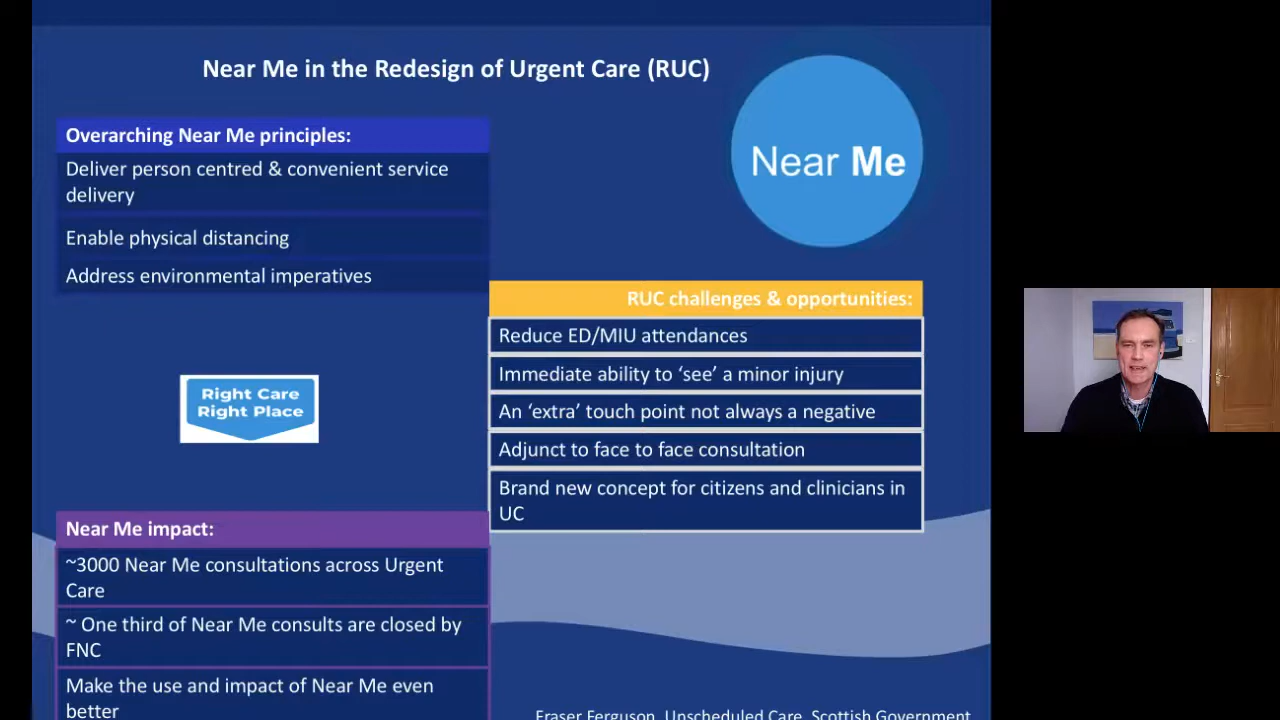 Near Me in the Redesign of Urgent Care (RUC)
Near Me
Overarching Near Me principles:
Deliver person centred & convenient service
delivery
Enable physical distancing
Address environmental imperatives
RUC challenges & opportunities:
Reduce ED/MIU attendances
Immediate ability to ‘see’ a minor injury
An ‘extra’ touch point not always a negative
Adjunct to face to face consultation
Brand new concept for citizens and clinicians in
UC
Right Care
Right Place
Near Me impact:
~3000 Near Me consultations across Urgent
Care
~ One third of Near Me consults are closed by
FNC
Make the use and impact of Near Me even
better
Fraser Ferguson, Unscheduled Care, Scottish Government